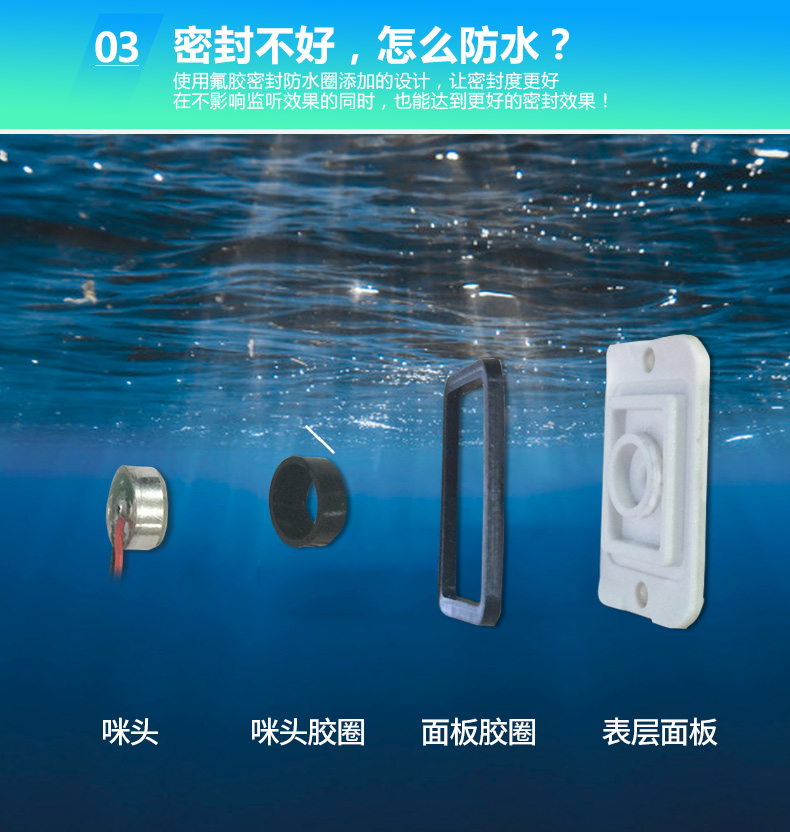 03
密封不好，怎么防水？
使用氟胶密封防水圈添加的设计，让密封度更好
在不影响监听效果的同时，也能达到更好的密封效果！
咪头
咪头胶圈
面板胶圈
表层面板